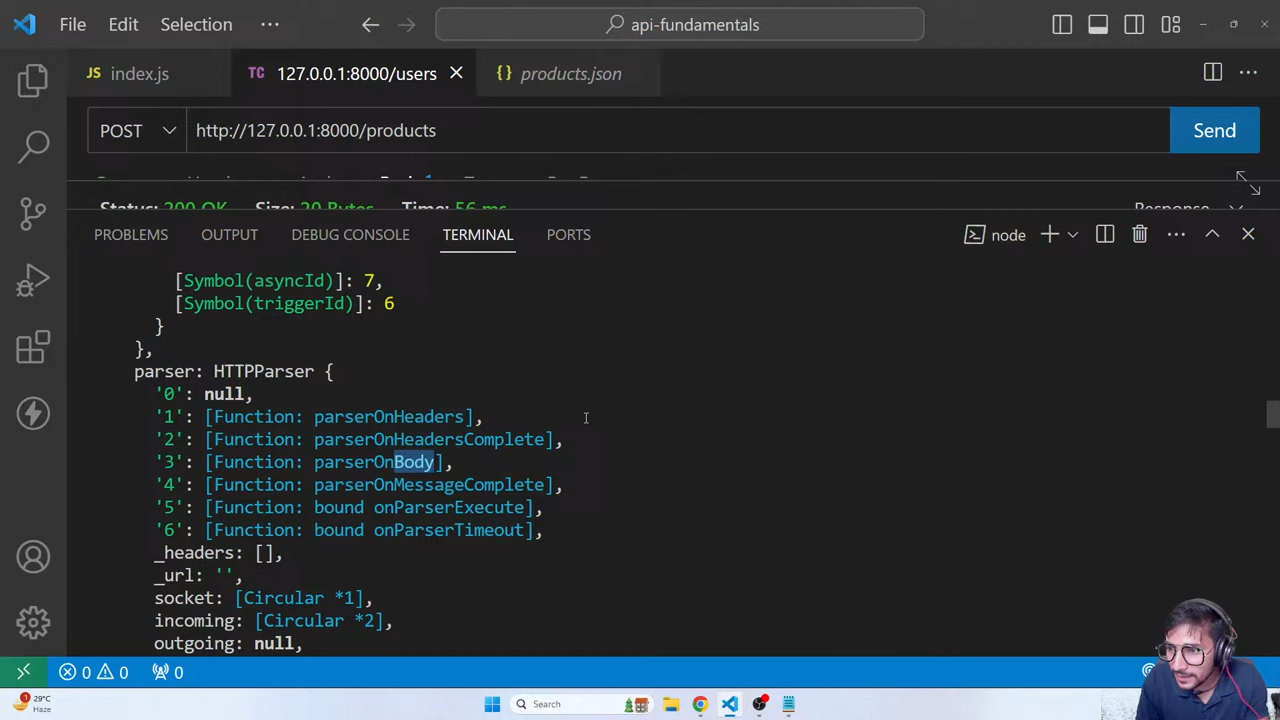 File Edit Selection ··· api-fundamentals
JS index.js TC 127.0.0.1:8000/users {} products.json
POST http://127.0.0.1:8000/products Send
Status: 200 OK Size: 20 Bytes Time: 56 ms Response
PROBLEMS OUTPUT DEBUG CONSOLE TERMINAL PORTS node
[Symbol(asyncId)]: 7,
[Symbol(triggerId)]: 6
}
},
parser: HTTPParser {
'0': null,
'1': [Function: parserOnHeaders],
'2': [Function: parserOnHeadersComplete],
'3': [Function: parserOnBody],
'4': [Function: parserOnMessageComplete],
'5': [Function: bound onParserExecute],
'6': [Function: bound onParserTimeout],
_headers: [],
_url: '',
socket: [Circular *1],
incoming: [Circular *2],
outgoing: null,
0 0 0
1 29°C
Haze
Search